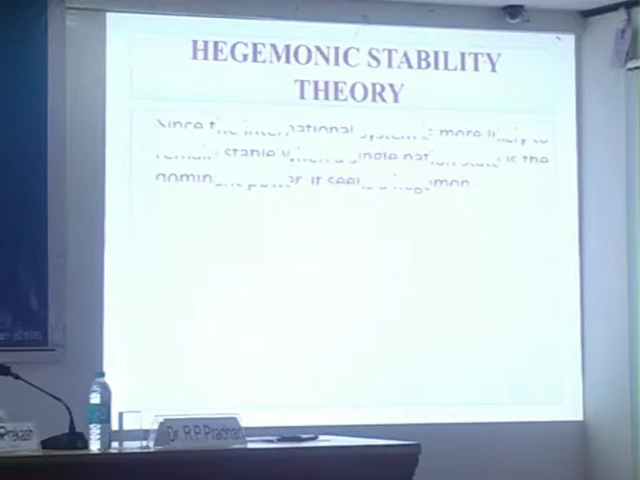 HEGEMONIC STABILITY
THEORY
Since the international system is more likely to
remain stable when a single nation-state is the
dominant power, it seeks a hegemon
Prakash
Dr. R.P. Pradhan